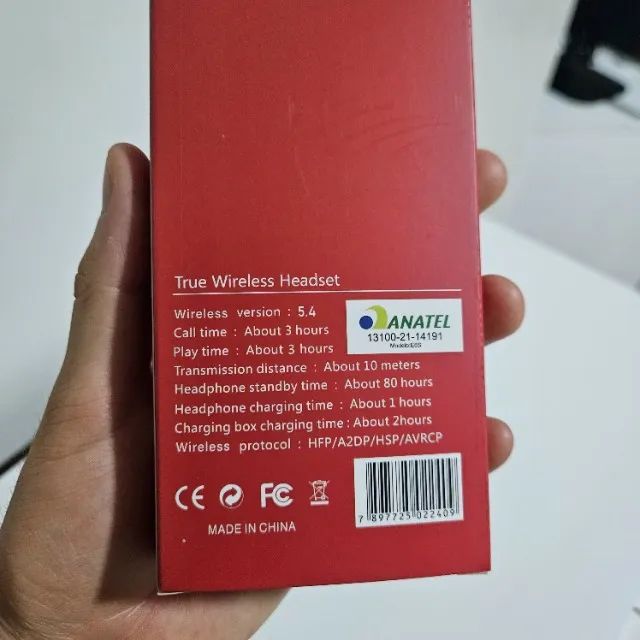 True Wireless Headset
Wireless version : 5.4
Call time : About 3 hours
Play time : About 3 hours
Transmission distance : About 10 meters
Headphone standby time : About 80 hours
Headphone charging time : About 1 hours
Charging box charging time : About 2hours
Wireless protocol : HFP/A2DP/HSP/AVRCP
ANATEL
13100-21-14191
CE FC
MADE IN CHINA
7 897725 022409